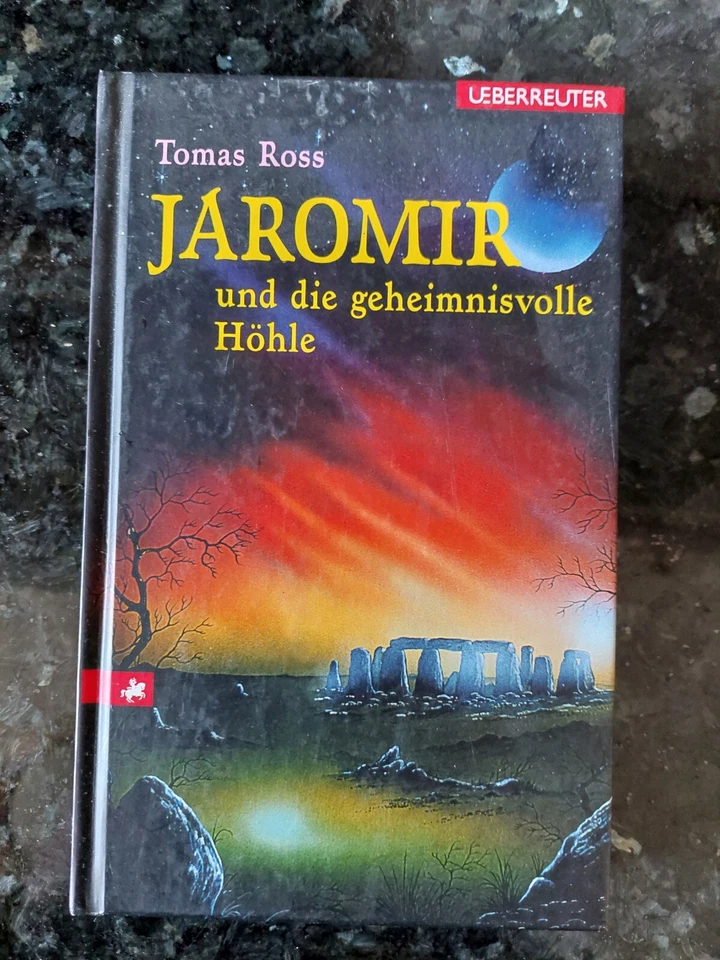 UEBERREUTER
Tomas Ross
JAROMIR
und die geheimnisvolle
Höhle